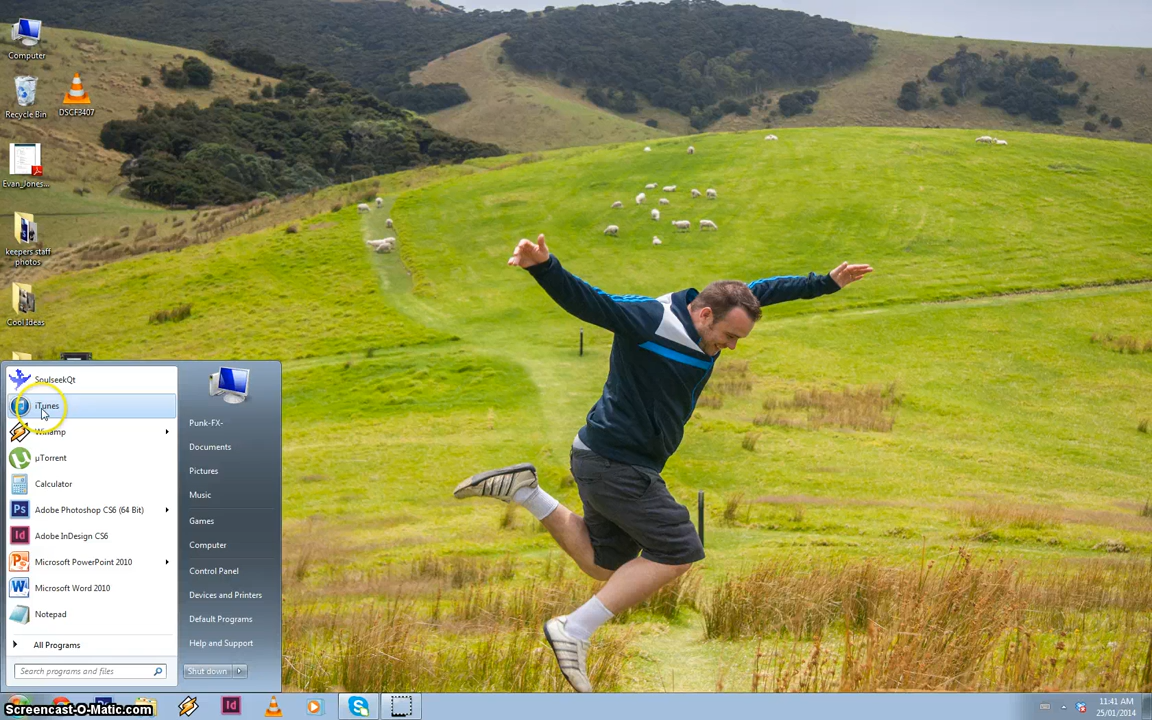 Computer
Recycle Bin
DSCF3407
Evan_Jones...
keepers staff
photos
Cool Ideas
SoulseekQt
iTunes
Winamp
µTorrent
Calculator
Adobe Photoshop CS6 (64 Bit)
Adobe InDesign CS6
Microsoft PowerPoint 2010
Microsoft Word 2010
Notepad
All Programs
Search programs and files
Punk-FX-
Documents
Pictures
Music
Games
Computer
Control Panel
Devices and Printers
Default Programs
Help and Support
Shut down
Screencast-O-Matic.com
11:41 AM
25/01/2014